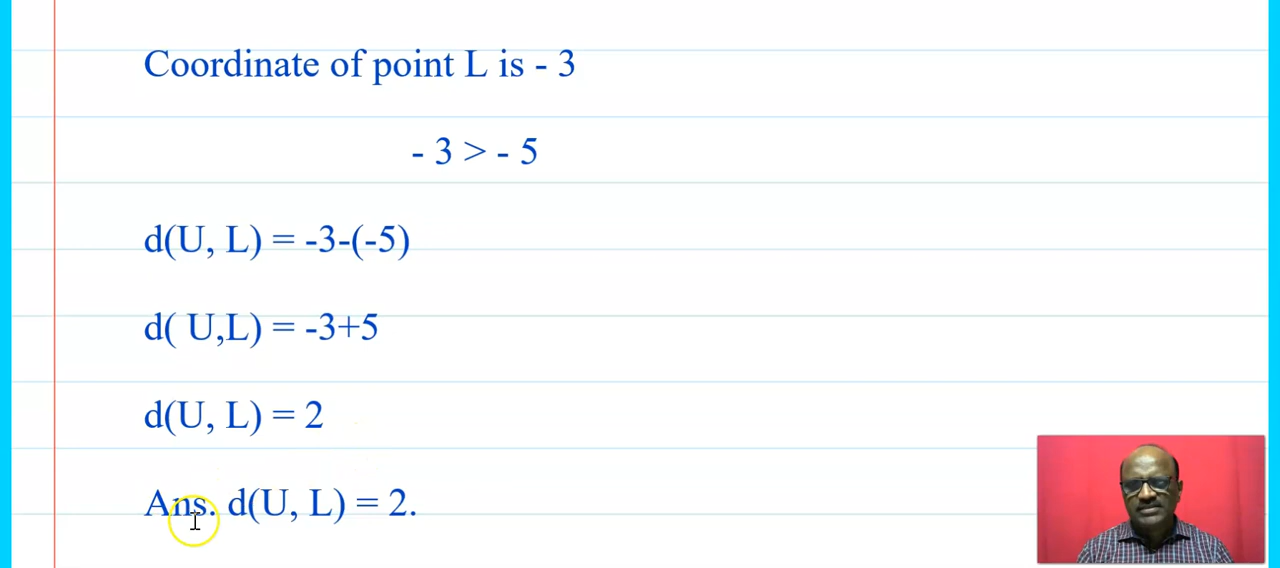 Coordinate of point L is - 3
- 3 > - 5
d(U, L) = -3-(-5)
d( U,L) = -3+5
d(U, L) = 2
Ans. d(U, L) = 2.